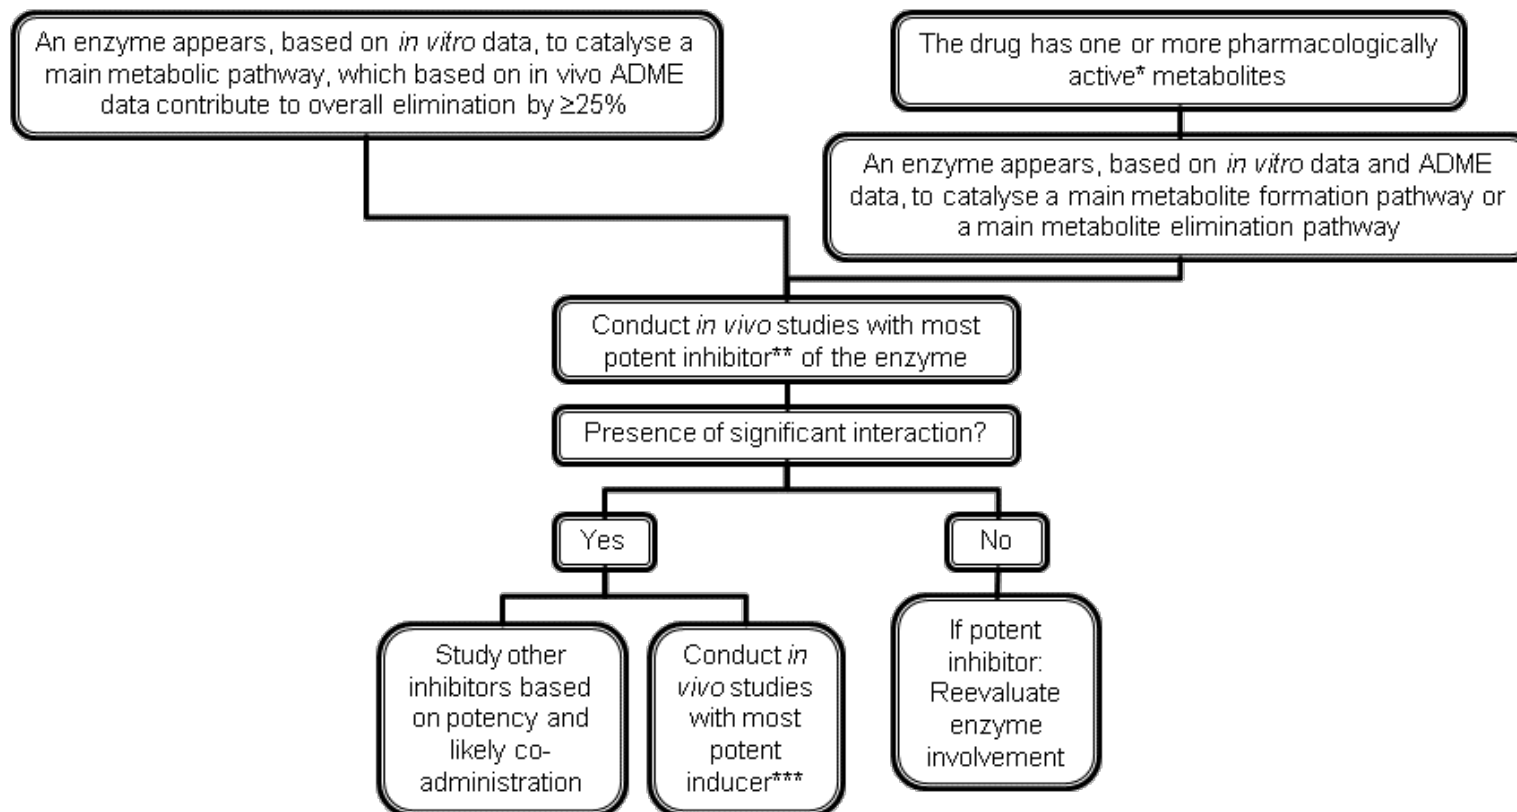 An enzyme appears, based on in vitro data, to catalyse a
main metabolic pathway, which based on in vivo ADME
data contribute to overall elimination by ≥25%
The drug has one or more pharmacologically
active* metabolites
An enzyme appears, based on in vitro data and ADME
data, to catalyse a main metabolite formation pathway or
a main metabolite elimination pathway
Conduct in vivo studies with most
potent inhibitor** of the enzyme
Presence of significant interaction?
Yes
No
Study other
inhibitors based
on potency and
likely co-
administration
Conduct in
vivo studies
with most
potent
inducer***
If potent
inhibitor:
Reevaluate
enzyme
involvement